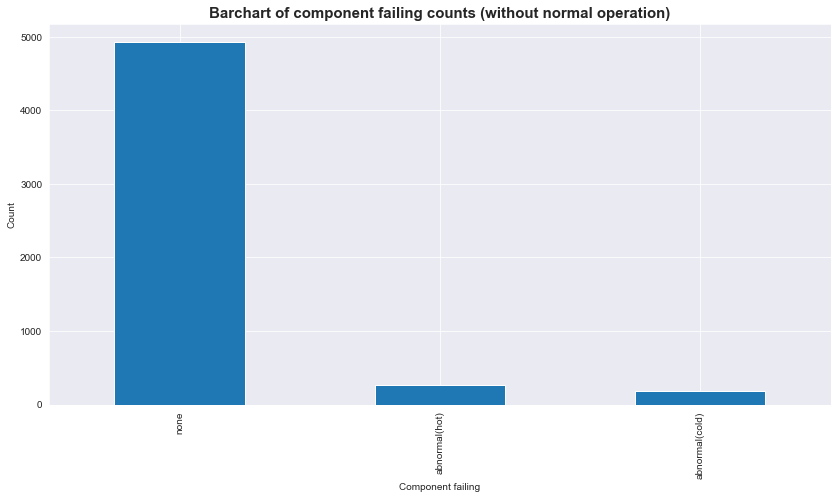 Barchart of component failing counts (without normal operation)
5000
4000
3000
2000
1000
0
Count
none
abnormal(hot)
abnormal(cold)
Component failing